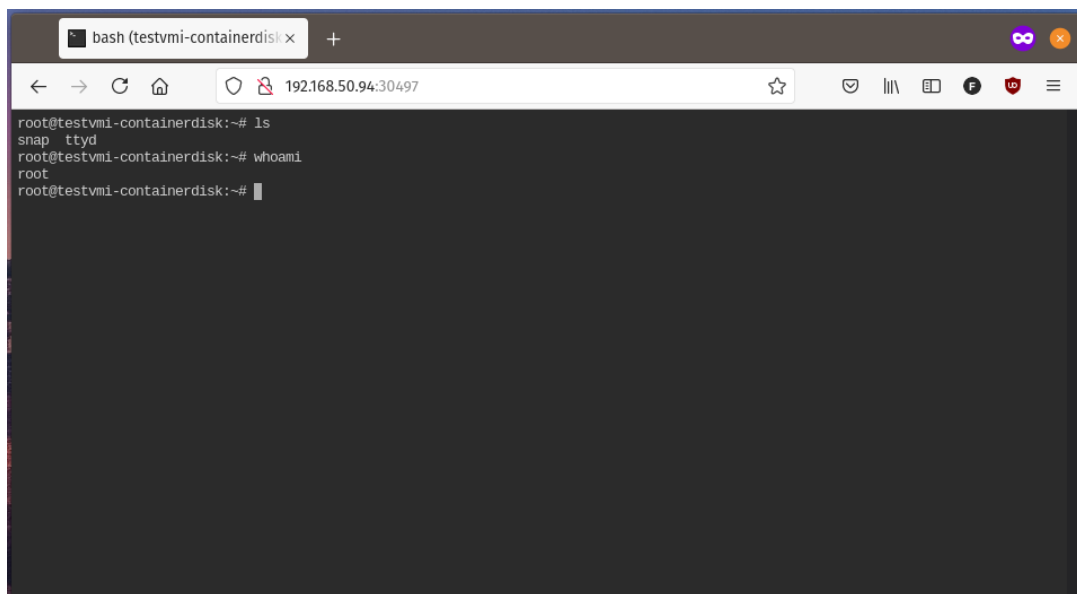 bash (testvmi-containerdisk
192.168.50.94:30497
root@testvmi-containerdisk:~# ls
snap  ttyd
root@testvmi-containerdisk:~# whoami
root
root@testvmi-containerdisk:~#